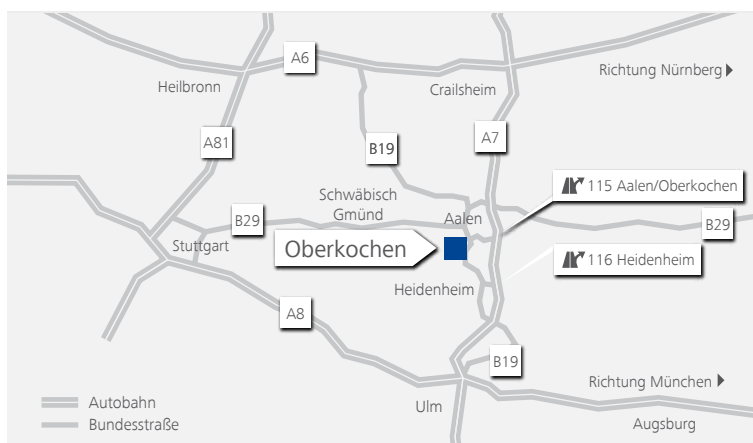 A6
Richtung Nürnberg
Heilbronn
Crailsheim
A81
B19
A7
115 Aalen/Oberkochen
Schwäbisch
Gmünd
Aalen
B29
B29
Stuttgart
Oberkochen
116 Heidenheim
Heidenheim
A8
B19
Richtung München
Autobahn
Ulm
Bundesstraße
Augsburg